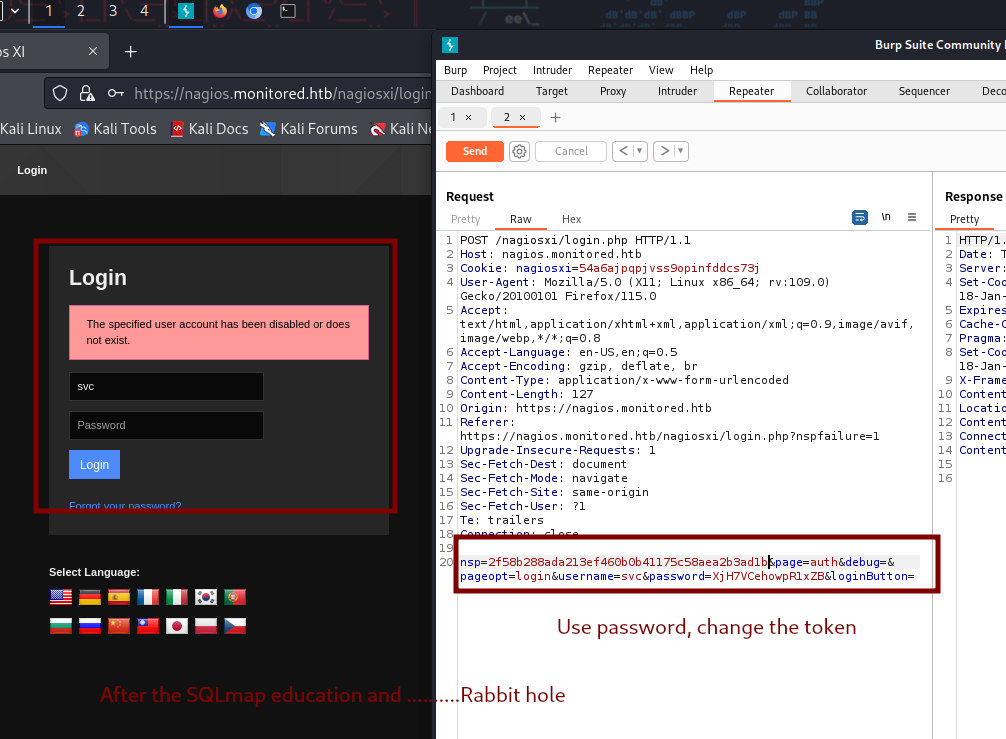 1 2 3 4
os XI
Burp Suite Community
https://nagios.monitored.htb/nagiosxi/login
Kali Linux Kali Tools Kali Docs Kali Forums Kali Ne
Login
Login
The specified user account has been disabled or does
not exist.
svc
Password
Login
Forgot your password?
Select Language:
After the SQLmap education and ..........Rabbit hole
Burp Project Intruder Repeater View Help
Dashboard Target Proxy Intruder Repeater Collaborator Sequencer Deco
1 × 2 × +
Send Cancel < >
Request
Pretty Raw Hex \n
1 POST /nagiosxi/login.php HTTP/1.1
2 Host: nagios.monitored.htb
3 Cookie: nagiosxi=54a6ajpqpjvss9opinfddcs73j
4 User-Agent: Mozilla/5.0 (X11; Linux x86_64; rv:109.0)
Gecko/20100101 Firefox/115.0
5 Accept:
text/html,application/xhtml+xml,application/xml;q=0.9,image/avif,
image/webp,*/*;q=0.8
6 Accept-Language: en-US,en;q=0.5
7 Accept-Encoding: gzip, deflate, br
8 Content-Type: application/x-www-form-urlencoded
9 Content-Length: 127
10 Origin: https://nagios.monitored.htb
11 Referer:
https://nagios.monitored.htb/nagiosxi/login.php?nspfailure=1
12 Upgrade-Insecure-Requests: 1
13 Sec-Fetch-Dest: document
14 Sec-Fetch-Mode: navigate
15 Sec-Fetch-Site: same-origin
16 Sec-Fetch-User: ?1
17 Te: trailers
18 Connection: close
19
20 nsp=2f58b288ada213ef460b0b41175c58aea2b3ad1b&page=auth&debug=&
pageopt=login&username=svc&password=XjH7VCehowpR1xZB&loginButton=
Use password, change the token
Response
Pretty
1 HTTP/1.
2 Date: T
3 Server:
4 Set-Coo
18-Jan-
5 Expires
6 Cache-C
7 Pragma:
8 Set-Coo
18-Jan-
9 X-Frame
10 Content
11 Locatio
12 Content
13 Connect
14 Content
15
16